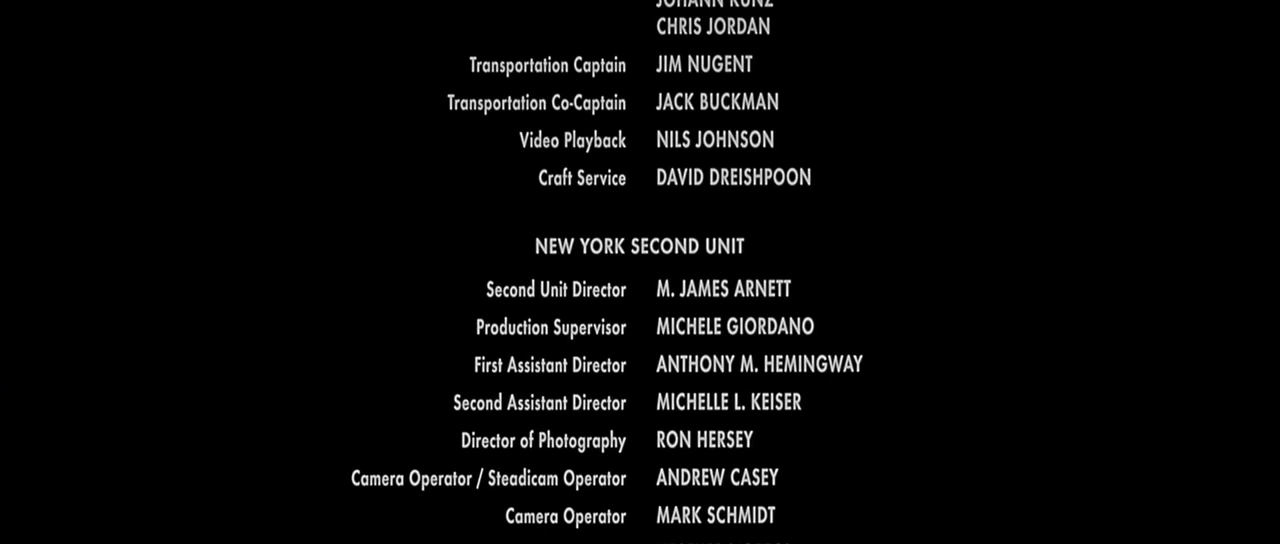 JOHANN KUNZ
CHRIS JORDAN
Transportation Captain JIM NUGENT
Transportation Co-Captain JACK BUCKMAN
Video Playback NILS JOHNSON
Craft Service DAVID DREISHPOON
NEW YORK SECOND UNIT
Second Unit Director M. JAMES ARNETT
Production Supervisor MICHELE GIORDANO
First Assistant Director ANTHONY M. HEMINGWAY
Second Assistant Director MICHELLE L. KEISER
Director of Photography RON HERSEY
Camera Operator / Steadicam Operator ANDREW CASEY
Camera Operator MARK SCHMIDT